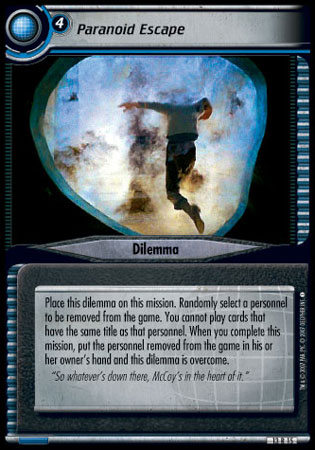 4
Paranoid Escape
Dilemma
Place this dilemma on this mission. Randomly select a personnel
to be removed from the game. You cannot play cards that
have the same title as that personnel. When you complete this
mission, put the personnel removed from the game in his or
her owner's hand and this dilemma is overcome.
"So whatever's down there, McCoy's in the heart of it."
13 R 15